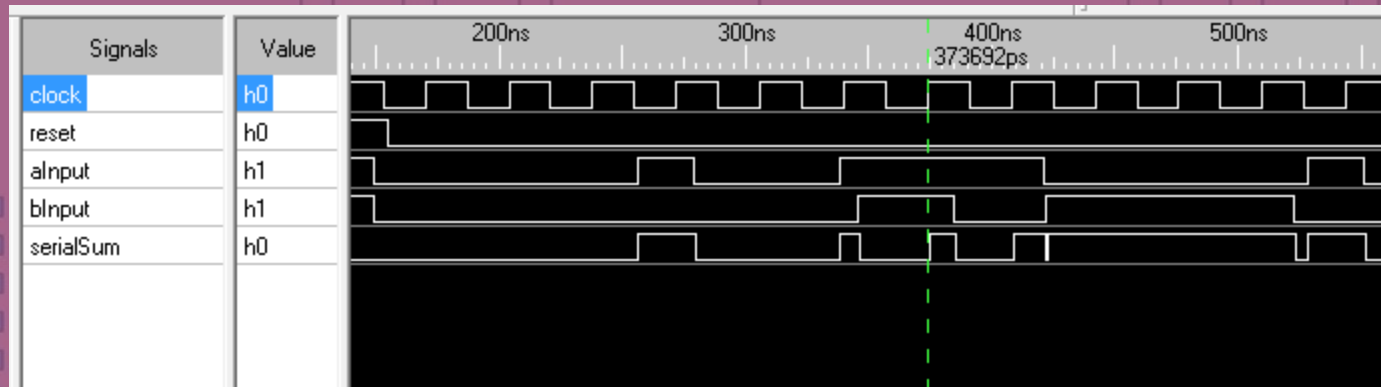 Signals Value 200ns 300ns 400ns 500ns
373692ps
clock h0
reset h0
aInput h1
bInput h1
serialSum h0